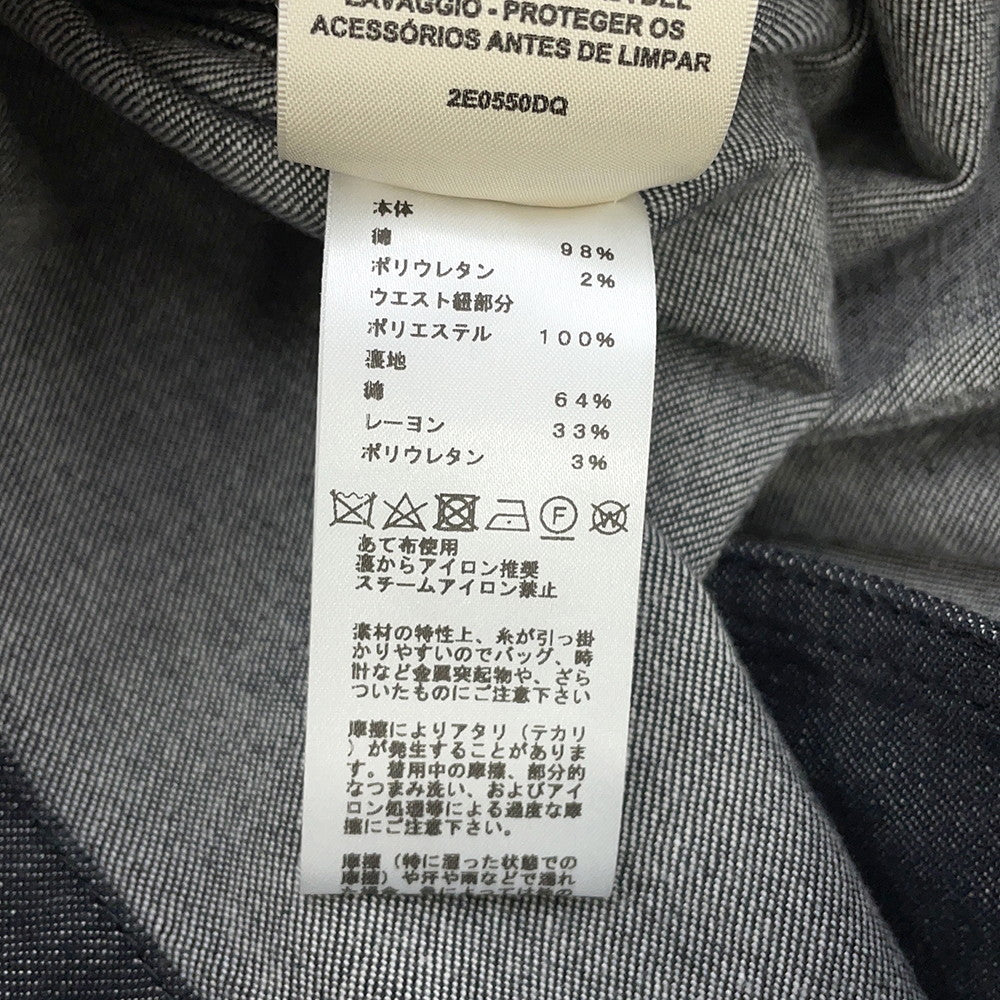 LAVAGGIO - PROTEGER OS
ACESSÓRIOS ANTES DE LIMPAR
2E0550DQ
本体
綿 98%
ポリウレタン 2%
ウエスト紐部分
ポリエステル 100%
裏地
綿 64%
レーヨン 33%
ポリウレタン 3%
F W
あて布使用
裏からアイロン推奨
スチームアイロン禁止
素材の特性上、糸が引っ掛
かりやすいのでバッグ、時
計など金属突起物や、ざら
ついたものにご注意下さい
摩擦によりアタリ（テカリ
）が発生することがありま
す。着用中の摩擦、部分的
なつまみ洗い、およびアイ
ロン処理等による過度な摩
擦にご注意下さい。
摩擦（特に湿った状態での
摩擦）や汗や雨などで濡れ